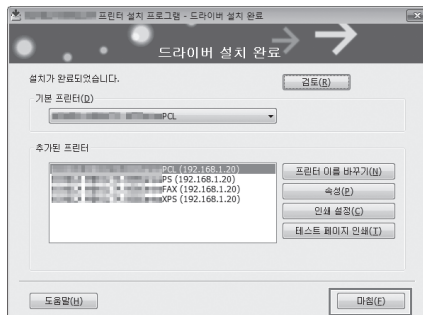 프린터 설치 프로그램 - 드라이버 설치 완료
드라이버 설치 완료
설치가 완료되었습니다.
검토(R)
기본 프린터(D)
PCL
추가된 프린터
PCL (192.168.1.20)
PS (192.168.1.20)
FAX (192.168.1.20)
XPS (192.168.1.20)
프린터 이름 바꾸기(N)
속성(P)
인쇄 설정(C)
테스트 페이지 인쇄(T)
도움말(H)
마침(F)